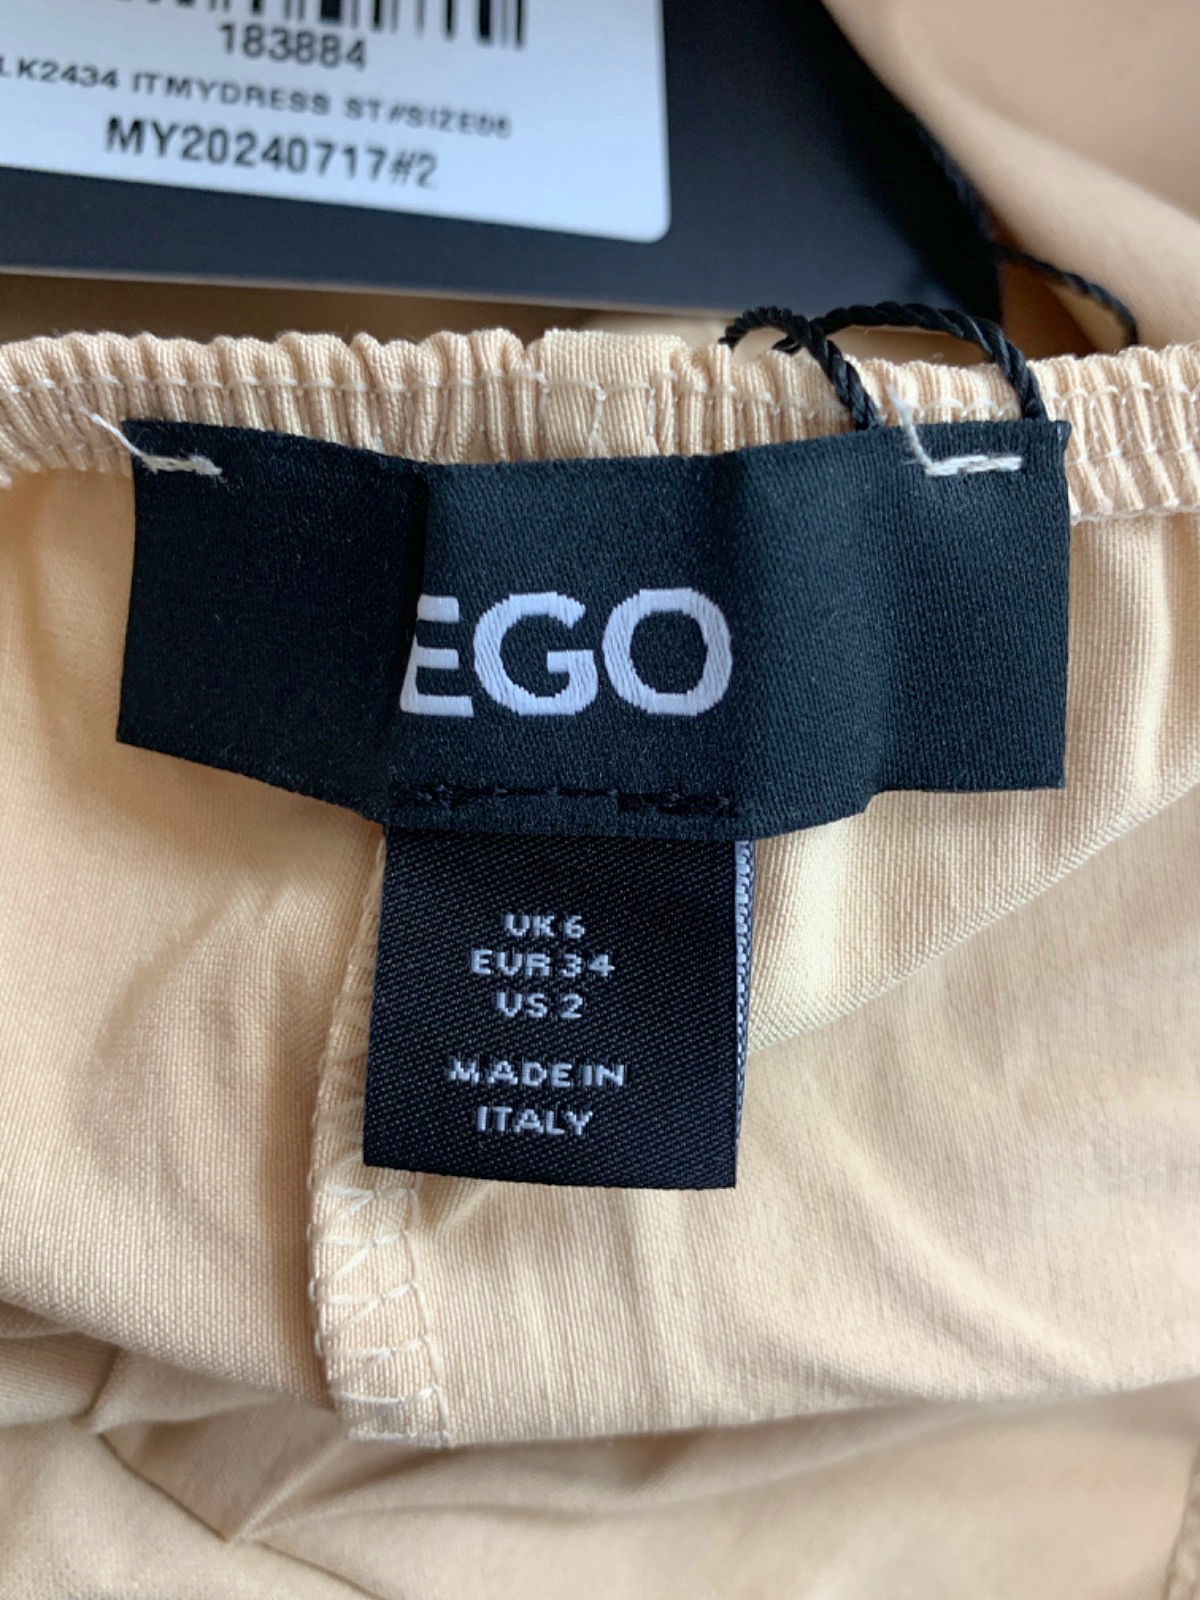 183884
LK2434 ITMYDRESS ST#SIZE06
MY20240717#2
EGO
UK 6
EUR 34
US 2
MADE IN
ITALY